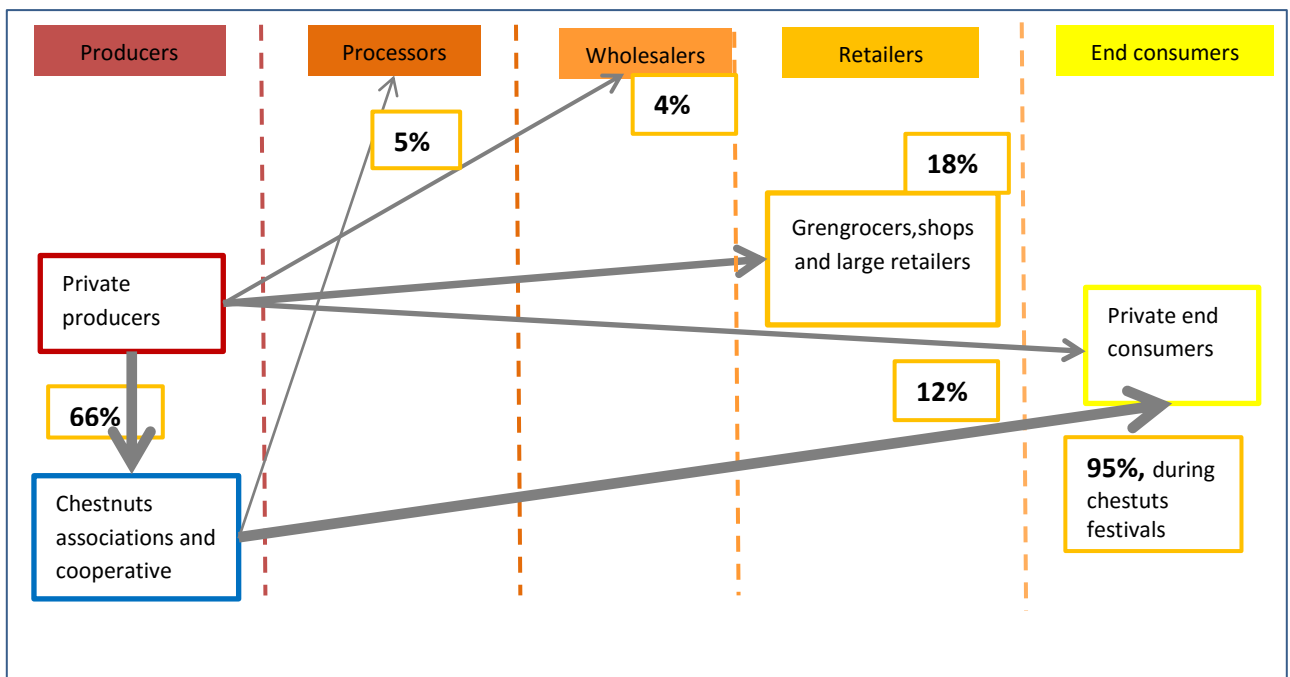 Producers
Processors
Wholesalers
Retailers
End consumers
4%
5%
18%
Grengrocers,shops
and large retailers
Private
producers
Private end
consumers
12%
66%
95%, during
chestuts
festivals
Chestnuts
associations and
cooperative